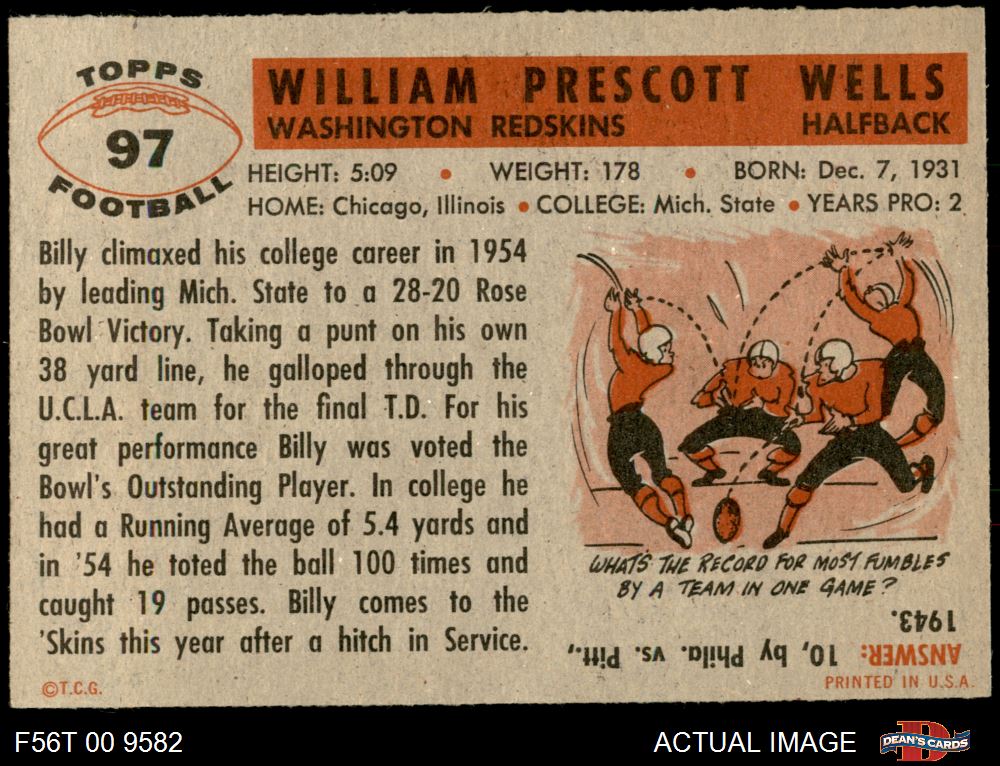 TOPPS
97
FOOTBALL
WILLIAM PRESCOTT WELLS
WASHINGTON REDSKINS HALFBACK
HEIGHT: 5:09 • WEIGHT: 178 • BORN: Dec. 7, 1931
HOME: Chicago, Illinois • COLLEGE: Mich. State • YEARS PRO: 2
Billy climaxed his college career in 1954
by leading Mich. State to a 28-20 Rose
Bowl Victory. Taking a punt on his own
38 yard line, he galloped through the
U.C.L.A. team for the final T.D. For his
great performance Billy was voted the
Bowl's Outstanding Player. In college he
had a Running Average of 5.4 yards and
in '54 he toted the ball 100 times and
caught 19 passes. Billy comes to the
'Skins this year after a hitch in Service.
©T.C.G.
WHAT'S THE RECORD FOR MOST FUMBLES
BY A TEAM IN ONE GAME?
ANSWER: 10, by Phila. vs. Pitt.,
1943.
PRINTED IN U.S.A.
F56T 00 9582
ACTUAL IMAGE
D
DEAN'S CARDS